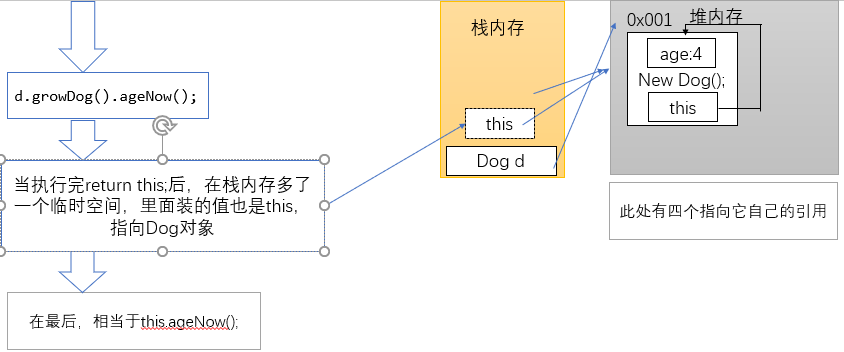 d.growDog().ageNow();
当执行完return this;后，在栈内存多了
一个临时空间，里面装的值也是this，
指向Dog对象
在最后，相当于this.ageNow();
栈内存
this
Dog d
0x001
堆内存
age:4
New Dog();
this
此处有四个指向它自己的引用